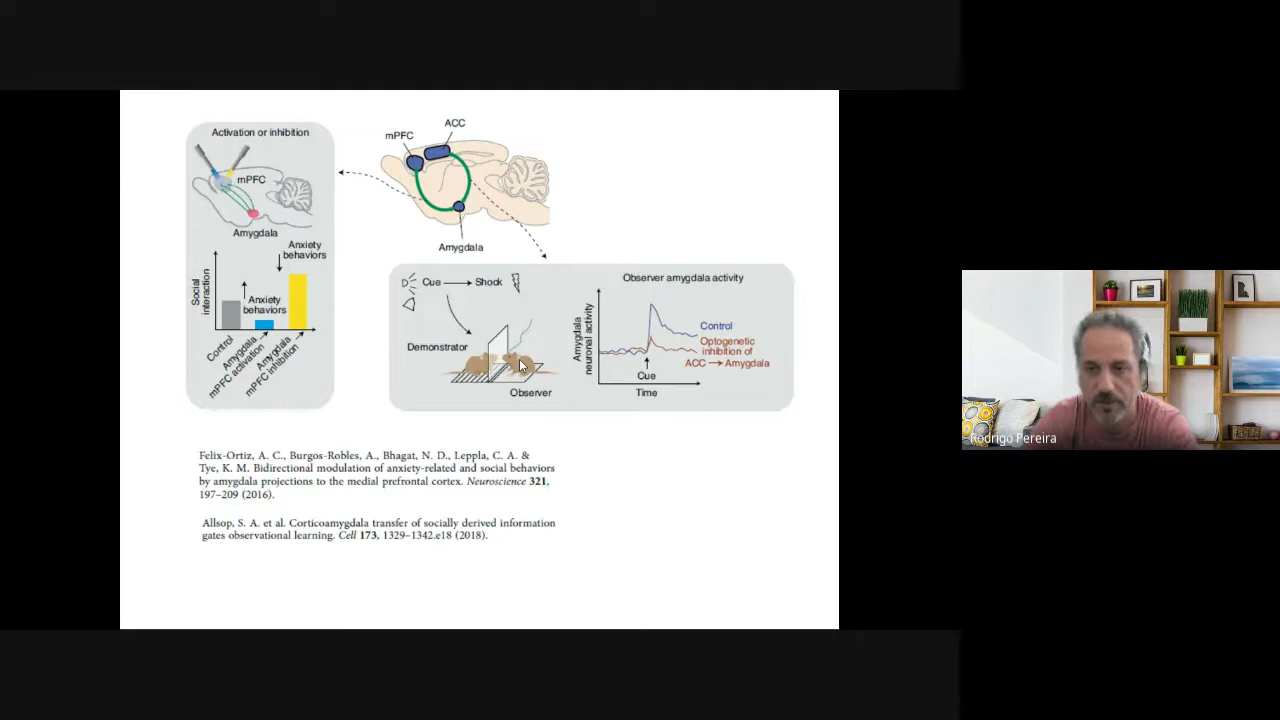 Activation or inhibition
mPFC
Amygdala
Social
interaction
Anxiety
behaviors
Anxiety
behaviors
Control
Amygdala
mPFC activation
Amygdala
mPFC inhibition
mPFC
ACC
Amygdala
Cue
Shock
Demonstrator
Observer
Observer amygdala activity
Amygdala
neuronal activity
Control
Optogenetic
inhibition of
ACC → Amygdala
Cue
Time
Felix-Ortiz, A. C., Burgos-Robles, A., Bhagat, N. D., Leppla, C. A. &
Tye, K. M. Bidirectional modulation of anxiety-related and social behaviors
by amygdala projections to the medial prefrontal cortex. Neuroscience 321,
197–209 (2016).
Allsop, S. A. et al. Corticoamygdala transfer of socially derived information
gates observational learning. Cell 173, 1329–1342.e18 (2018).
Rodrigo Pereira